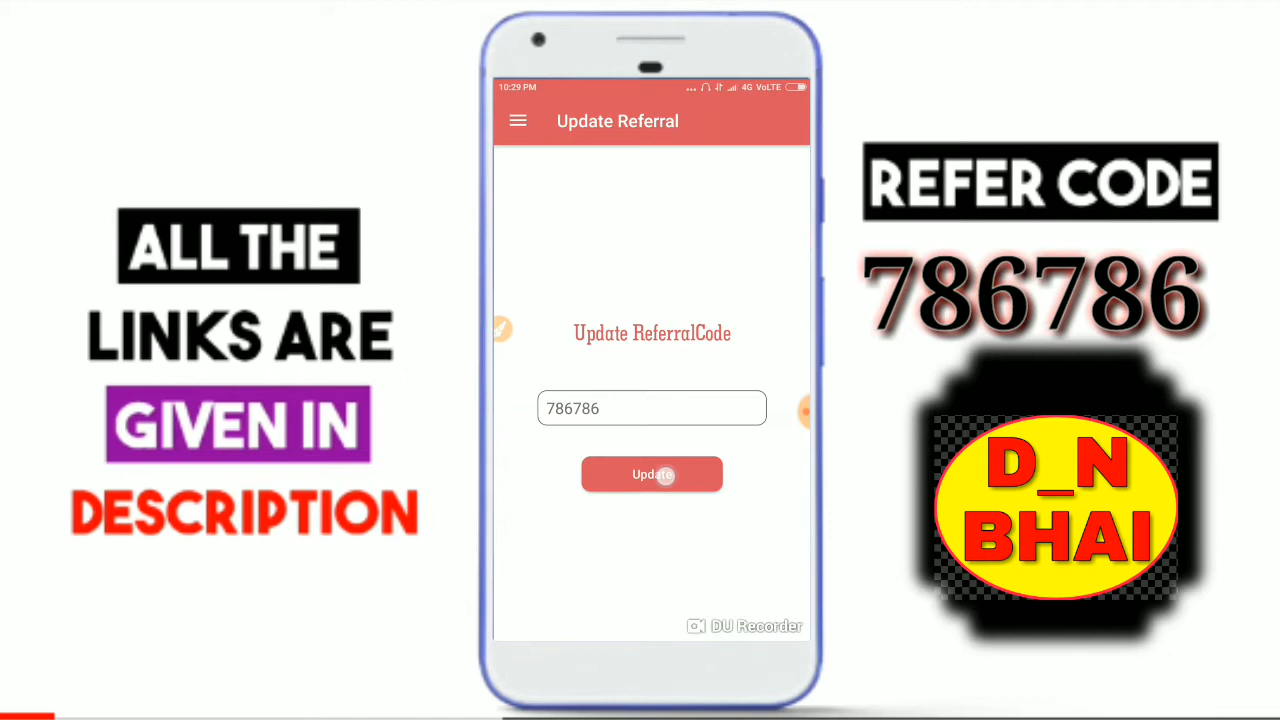 ALL THE
LINKS ARE
GIVEN IN
DESCRIPTION
10:29 PM
... 4G VoLTE
Update Referral
Update ReferralCode
786786
Update
DU Recorder
REFER CODE
786786
D_N
BHAI